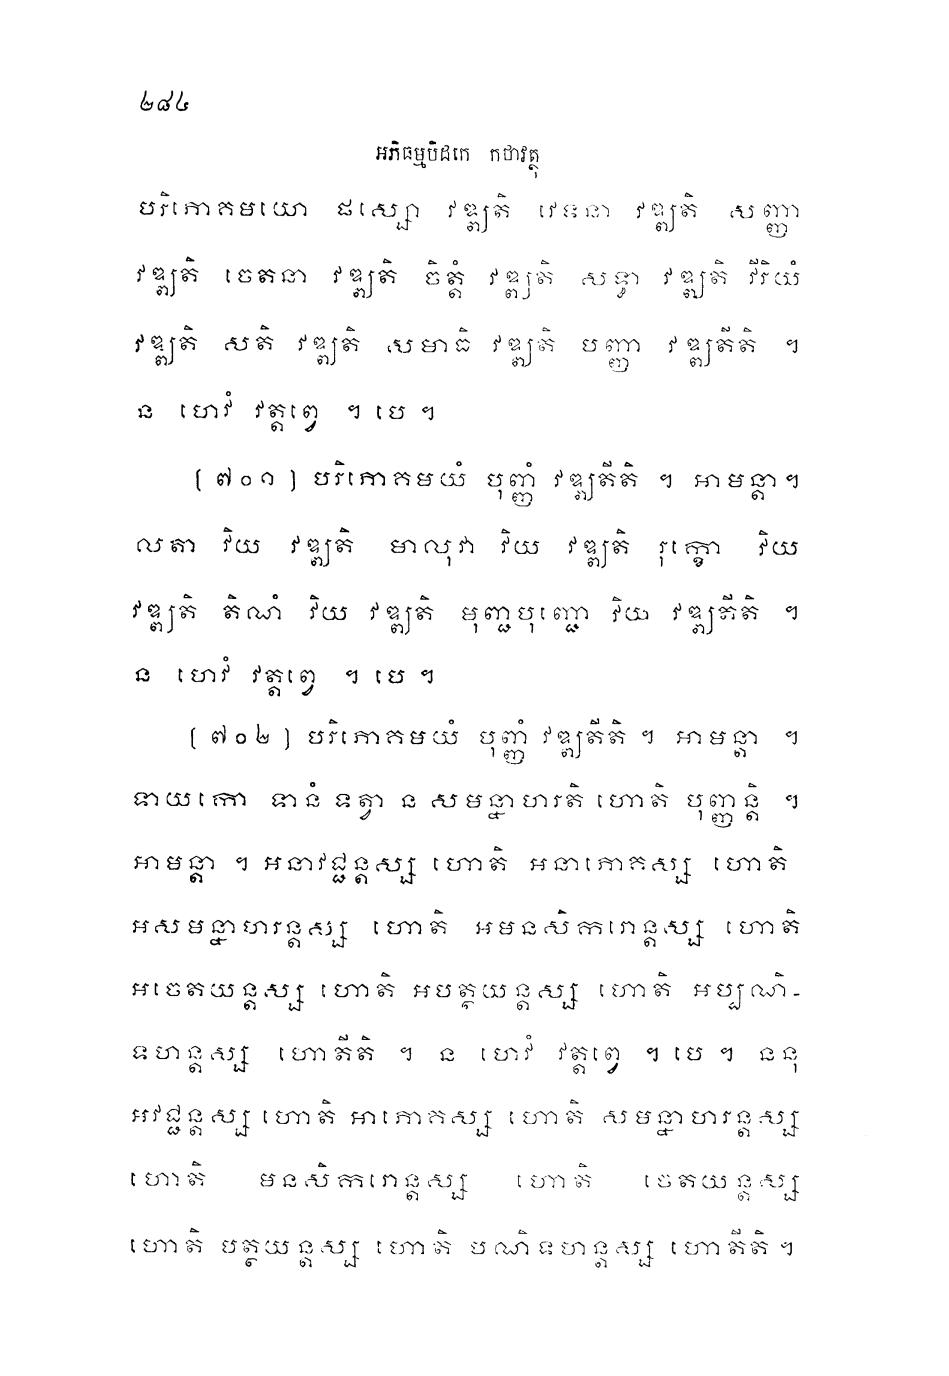 ២៨៤
អភិធម្មបិដកេ កថាវត្ថុ
បរិភោគមយោ ផស្សោ វឌ្ឍតិ វេទនា វឌ្ឍតិ សញ្ញា
វឌ្ឍតិ ចេតនា វឌ្ឍតិ ចិត្តំ វឌ្ឍតិ សទ្ធា វឌ្ឍតិ វីរិយំ
វឌ្ឍតិ សតិ វឌ្ឍតិ សមាធិ វឌ្ឍតិ បញ្ញា វឌ្ឍតីតិ ។
ន ហេវំ វត្តព្វេ ។ បេ ។
(៧០១) បរិភោគមយំ បុញ្ញំ វឌ្ឍតីតិ ។ អាមន្តា។
លតា វិយ វឌ្ឍតិ មាលុវា វិយ វឌ្ឍតិ រុក្ខោ វិយ
វឌ្ឍតិ តិណំ វិយ វឌ្ឍតិ មុញ្ជបុញ្ជោ វិយ វឌ្ឍតីតិ ។
ន ហេវំ វត្តព្វេ ។ បេ ។
(៧០២) បរិភោគមយំ បុញ្ញំ វឌ្ឍតីតិ ។ អាមន្តា ។
ទាយកោ ទានំ ទត្វា ន សមន្នាហរតិ ហោតិ បុញ្ញន្តិ ។
អាមន្តា ។ អនាវជ្ជន្តស្ស ហោតិ អនាភោគស្ស ហោតិ
អសមន្នាហរន្តស្ស ហោតិ អមនសិករោន្តស្ស ហោតិ
អចេតយន្តស្ស ហោតិ អបត្ថយន្តស្ស ហោតិ អប្បណិ-
ទហន្តស្ស ហោតីតិ ។ ន ហេវំ វត្តព្វេ ។ បេ ។ ននុ
អវជ្ជន្តស្ស ហោតិ អាភោគស្ស ហោតិ សមន្នាហរន្តស្ស
ហោតិ មនសិករោន្តស្ស ហោតិ ចេតយន្តស្ស
ហោតិ បត្ថយន្តស្ស ហោតិ បណិទហន្តស្ស ហោតីតិ ។